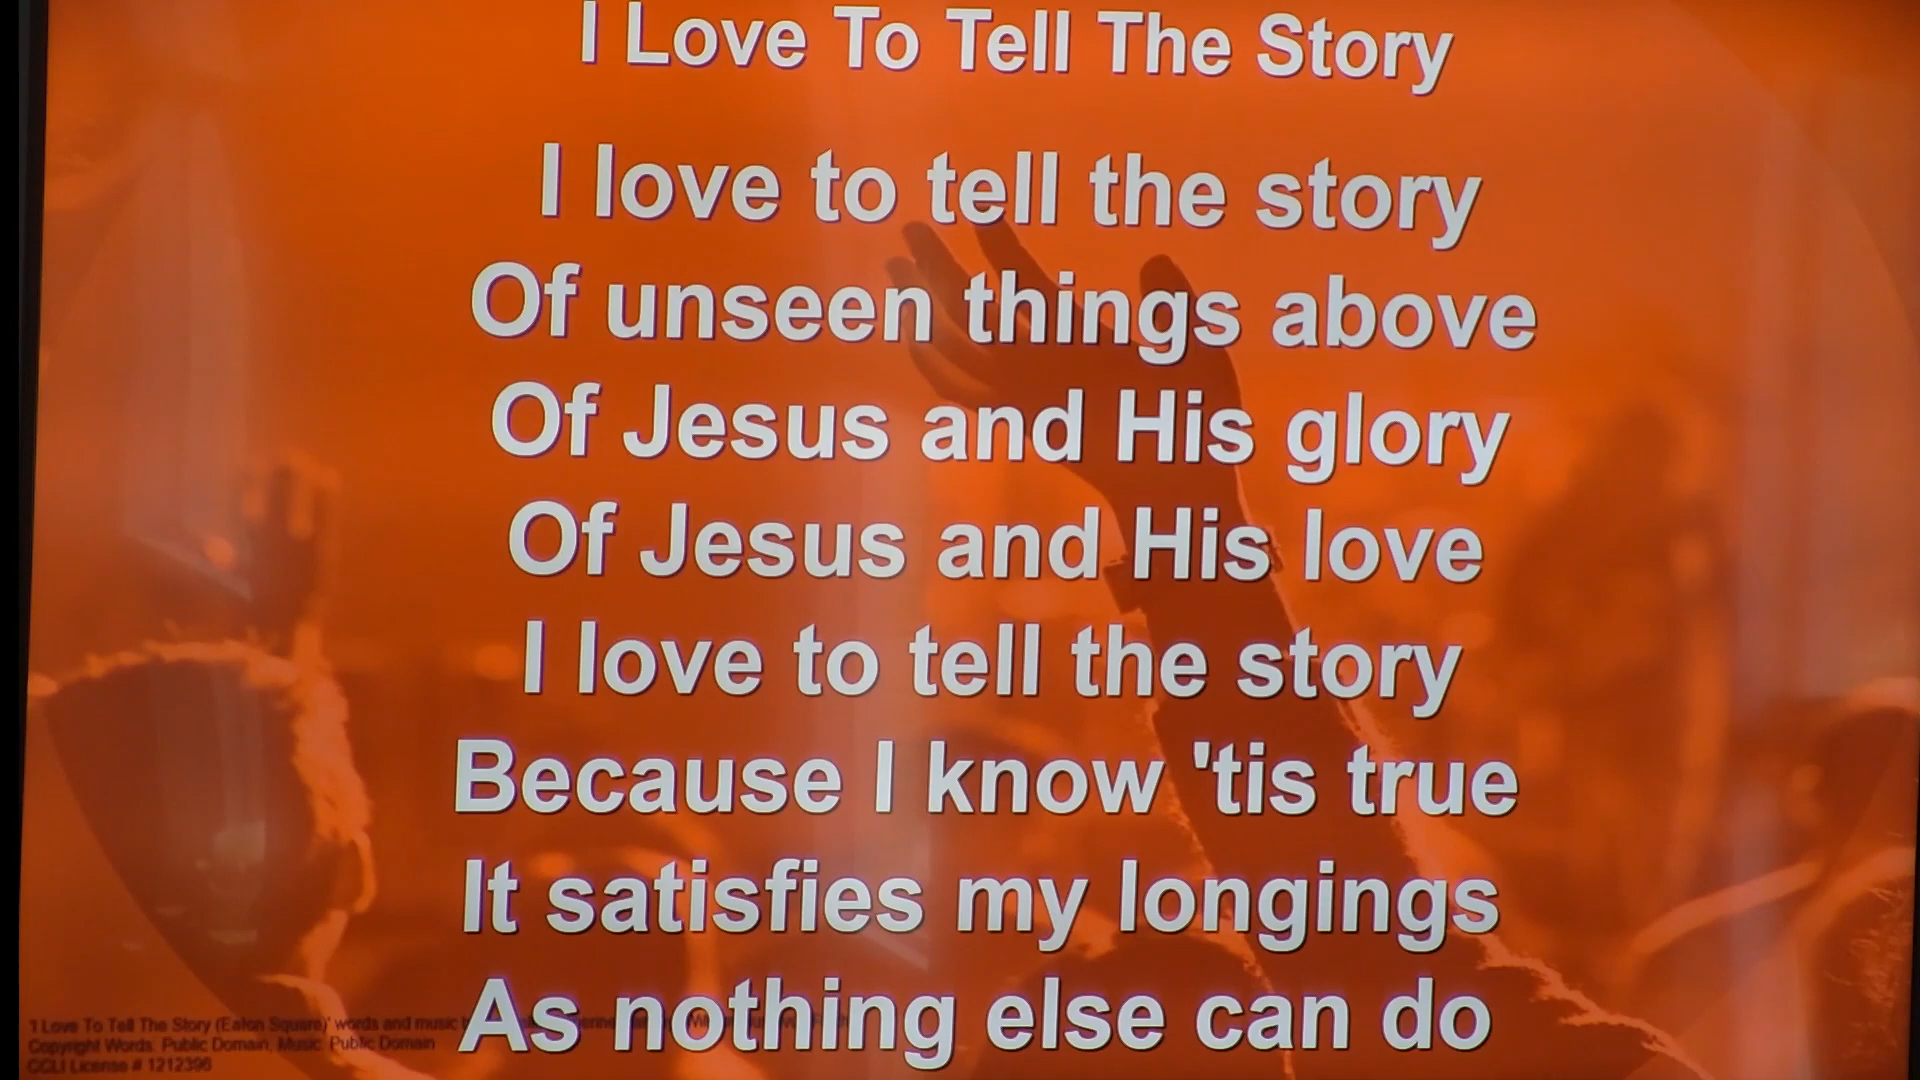 I Love To Tell The Story
I love to tell the story
Of unseen things above
Of Jesus and His glory
Of Jesus and His love
I love to tell the story
Because I know 'tis true
It satisfies my longings
As nothing else can do
'I Love To Tell The Story (Eaton Square)' words and music
Copyright Words: Public Domain, Music: Public Domain
CCLI License # 1212396